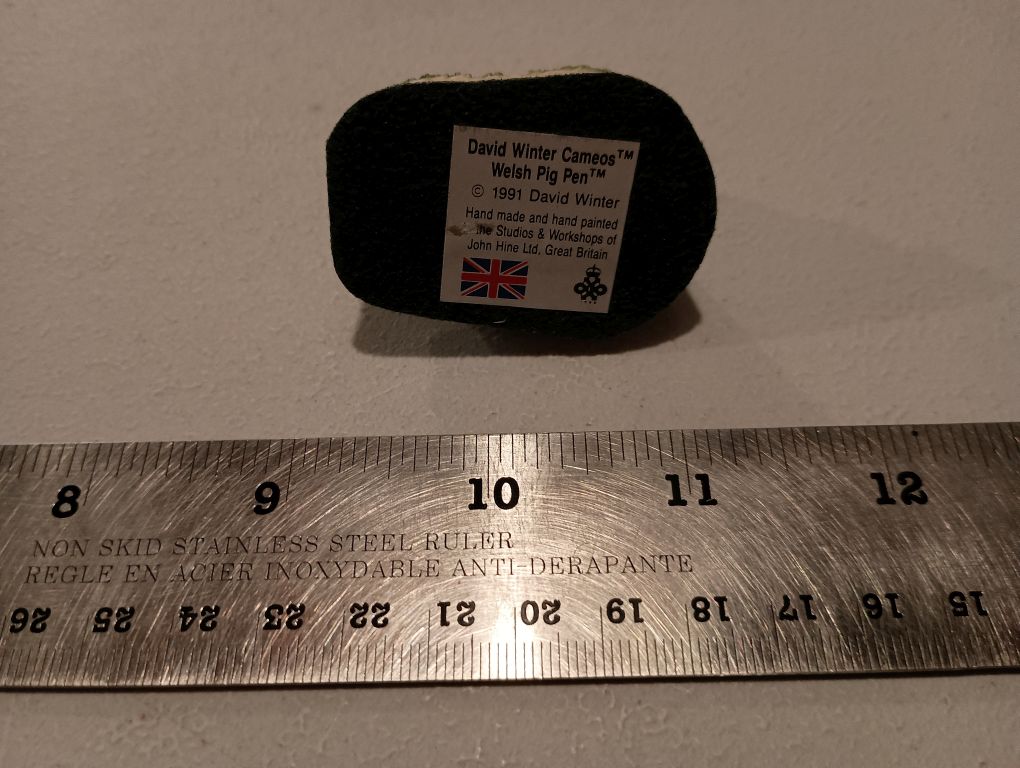 David Winter Cameos™
Welsh Pig Pen™
© 1991 David Winter
Hand made and hand painted
the Studios & Workshops of
John Hine Ltd, Great Britain
8 9 10 11 12
NON SKID STAINLESS STEEL RULER
REGLE EN ACIER INOXYDABLE ANTI-DERAPANTE
26 25 24 23 22 21 20 19 18 17 16 15